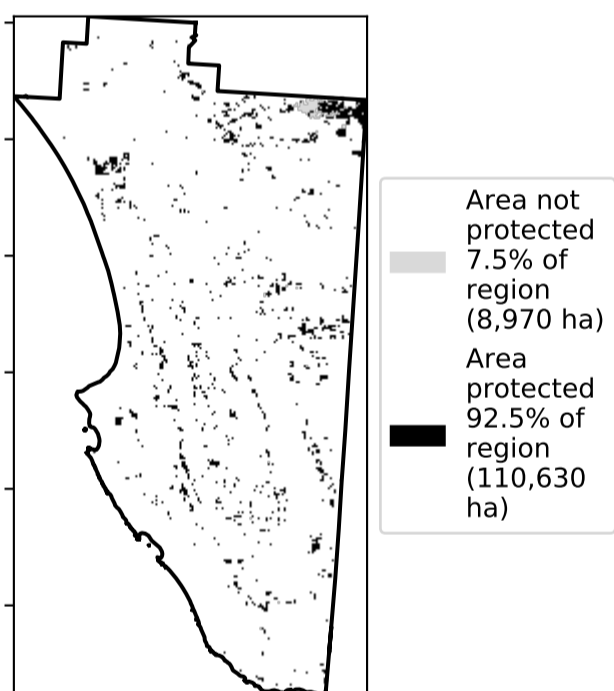 Area not
protected
7.5% of
region
(8,970 ha)
Area
protected
92.5% of
region
(110,630
ha)